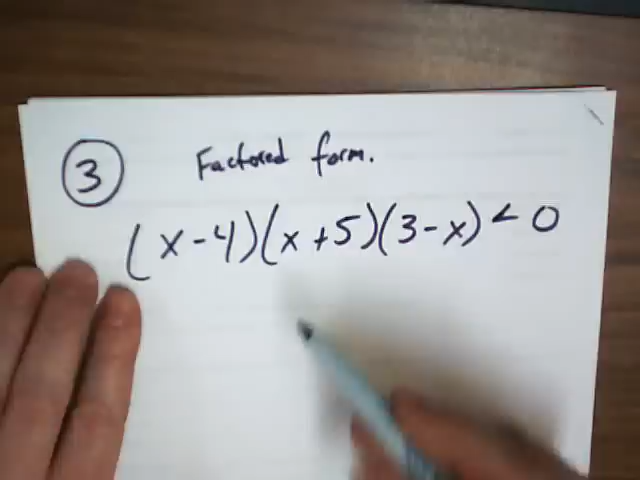 3 Factored form.
(x-4)(x+5)(3-x) < 0